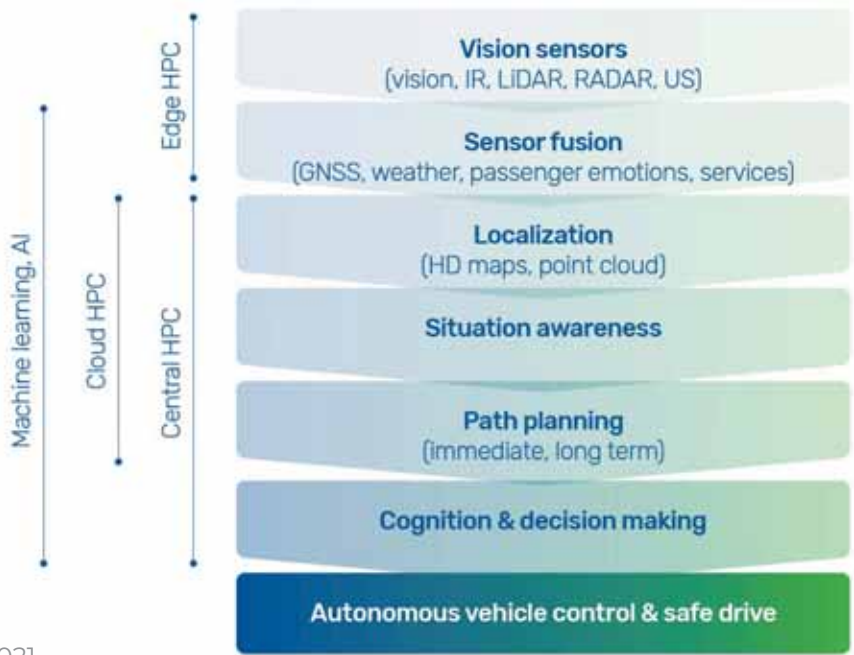 Edge HPC
Machine learning, AI
Cloud HPC
Central HPC
Vision sensors
(vision, IR, LiDAR, RADAR, US)
Sensor fusion
(GNSS, weather, passenger emotions, services)
Localization
(HD maps, point cloud)
Situation awareness
Path planning
(immediate, long term)
Cognition & decision making
Autonomous vehicle control & safe drive